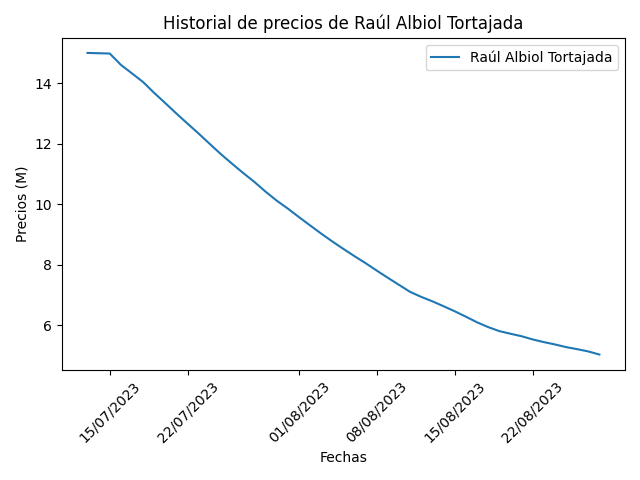 Historial de precios de Raúl Albiol Tortajada
Raúl Albiol Tortajada
Precios (M)
14
12
10
8
6
15/07/2023
22/07/2023
01/08/2023
08/08/2023
15/08/2023
22/08/2023
Fechas